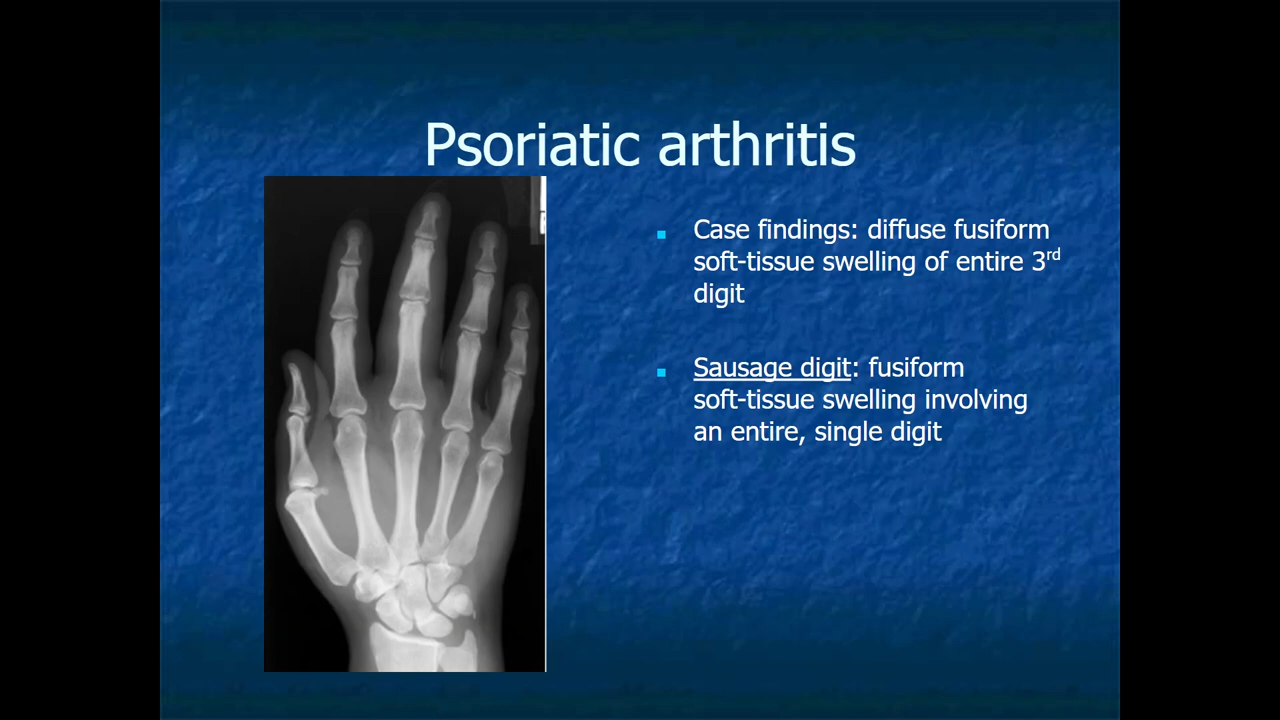 Psoriatic arthritis
Case findings: diffuse fusiform
soft-tissue swelling of entire 3rd
digit
Sausage digit: fusiform
soft-tissue swelling involving
an entire, single digit